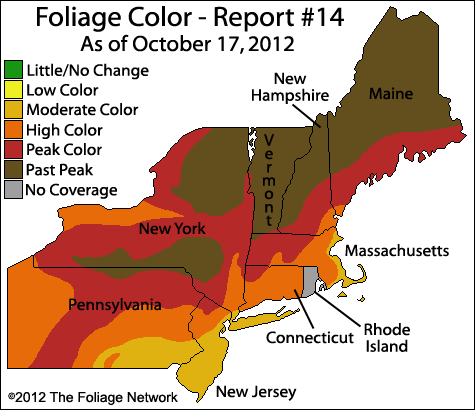 Foliage Color - Report #14
As of October 17, 2012
Little/No Change
Low Color
Moderate Color
High Color
Peak Color
Past Peak
No Coverage
New
Hampshire
Maine
Vermont
New York
Massachusetts
Pennsylvania
Connecticut
Rhode
Island
New Jersey
©2012 The Foliage Network